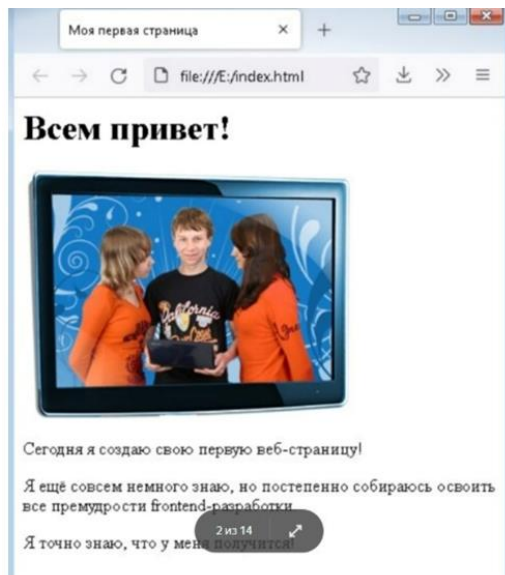 Моя первая страница
file:///E:/index.html
Всем привет!
California
Сегодня я создаю свою первую веб-страницу!
Я ещё совсем немного знаю, но постепенно собираюсь освоить
все премудрости frontend-разработки
2 из 14
Я точно знаю, что у меня получится!